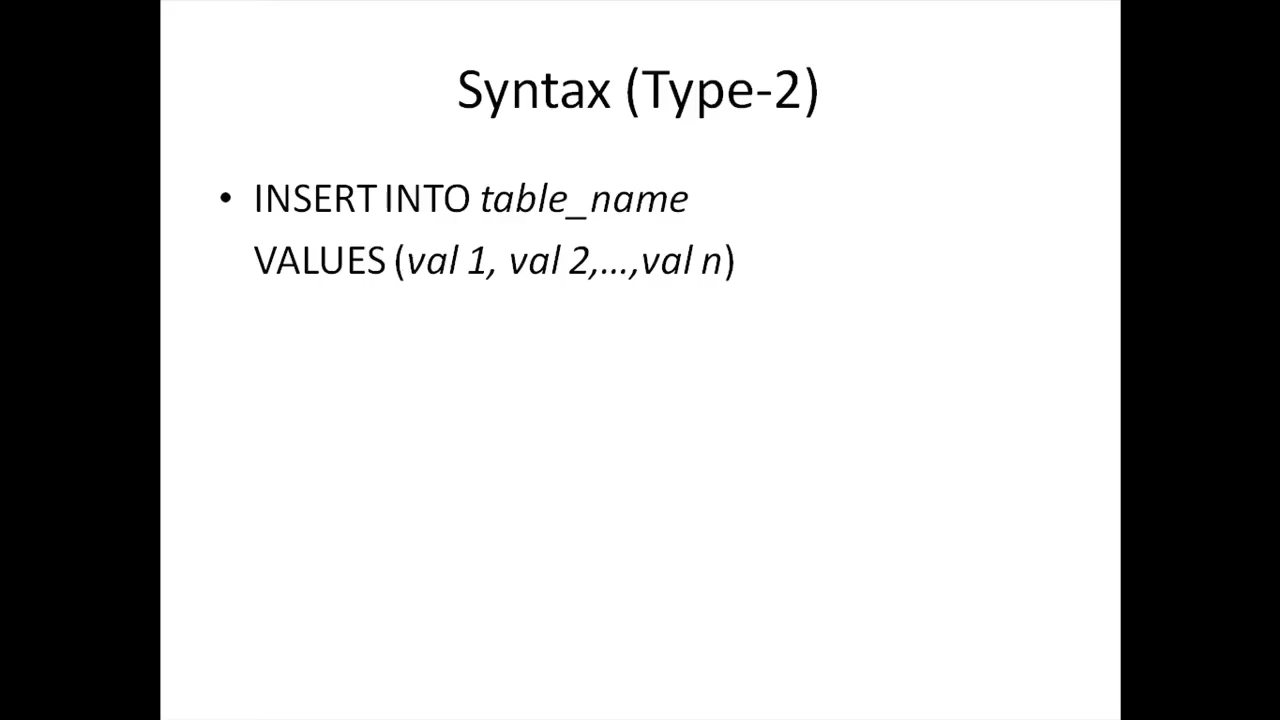 Syntax (Type-2)
• INSERT INTO table_name
VALUES (val 1, val 2,...,val n)